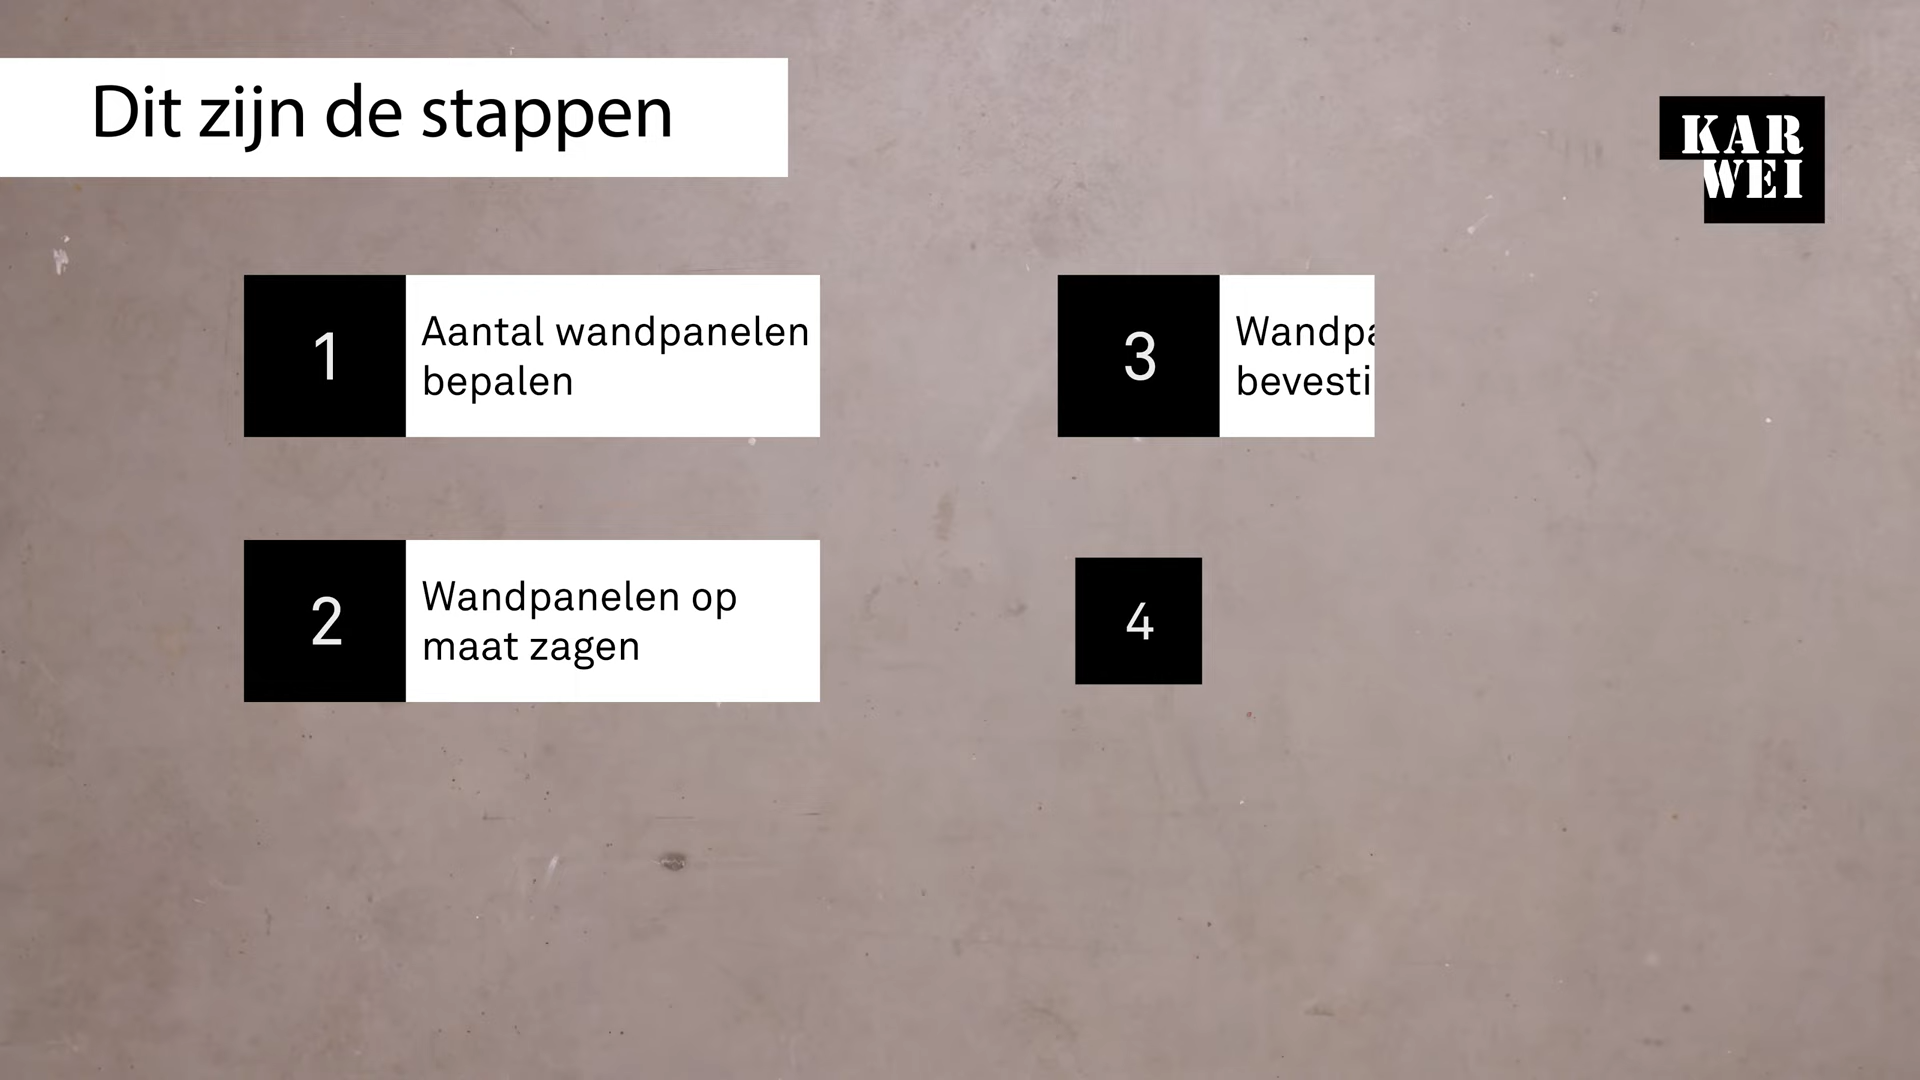 Dit zijn de stappen
KAR
WEI
1
Aantal wandpanelen
bepalen
2
Wandpanelen op
maat zagen
3
4